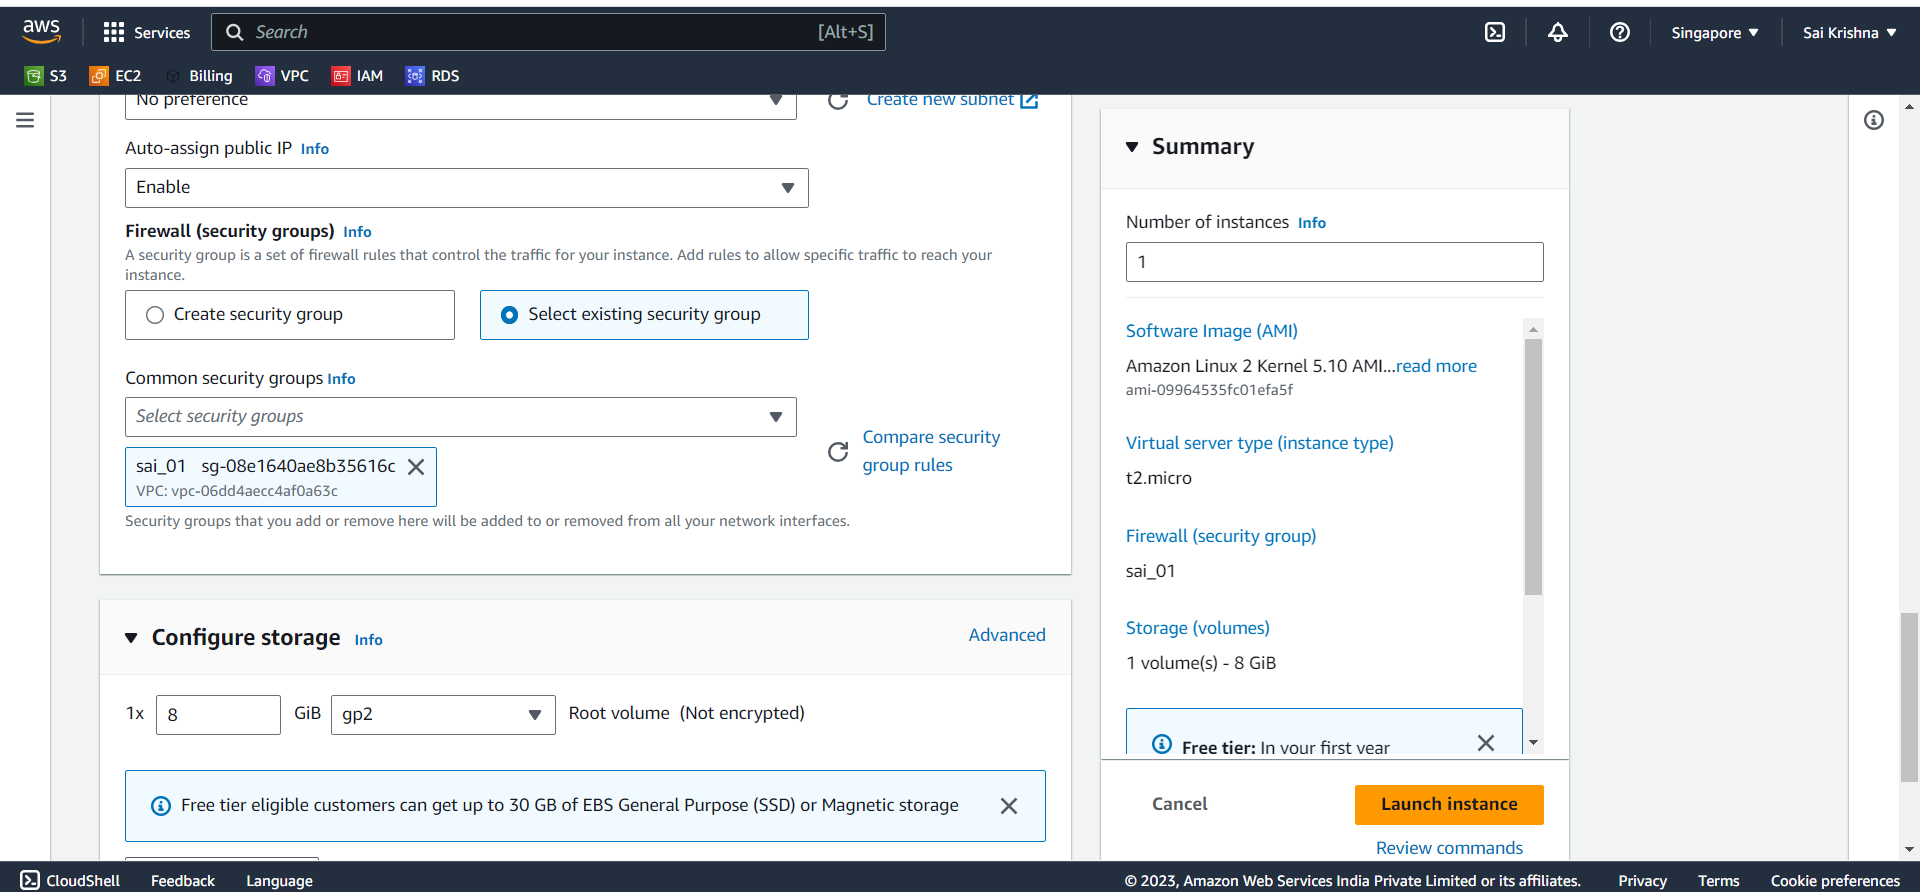 aws
Services
Search
[Alt+S]
Singapore
Sai Krishna
S3
EC2
Billing
VPC
IAM
RDS
No preference
Create new subnet
Auto-assign public IP Info
Enable
Firewall (security groups) Info
A security group is a set of firewall rules that control the traffic for your instance. Add rules to allow specific traffic to reach your
instance.
Create security group
Select existing security group
Common security groups Info
Select security groups
sai_01 sg-08e1640ae8b35616c
VPC: vpc-06dd4aecc4af0a63c
Compare security
group rules
Security groups that you add or remove here will be added to or removed from all your network interfaces.
Configure storage Info
Advanced
1x
8
GiB
gp2
Root volume (Not encrypted)
Free tier eligible customers can get up to 30 GB of EBS General Purpose (SSD) or Magnetic storage
Summary
Number of instances Info
1
Software Image (AMI)
Amazon Linux 2 Kernel 5.10 AMI...read more
ami-09964535fc01efa5f
Virtual server type (instance type)
t2.micro
Firewall (security group)
sai_01
Storage (volumes)
1 volume(s) - 8 GiB
Free tier: In your first year
Cancel
Launch instance
Review commands
CloudShell
Feedback
Language
© 2023, Amazon Web Services India Private Limited or its affiliates.
Privacy
Terms
Cookie preferences